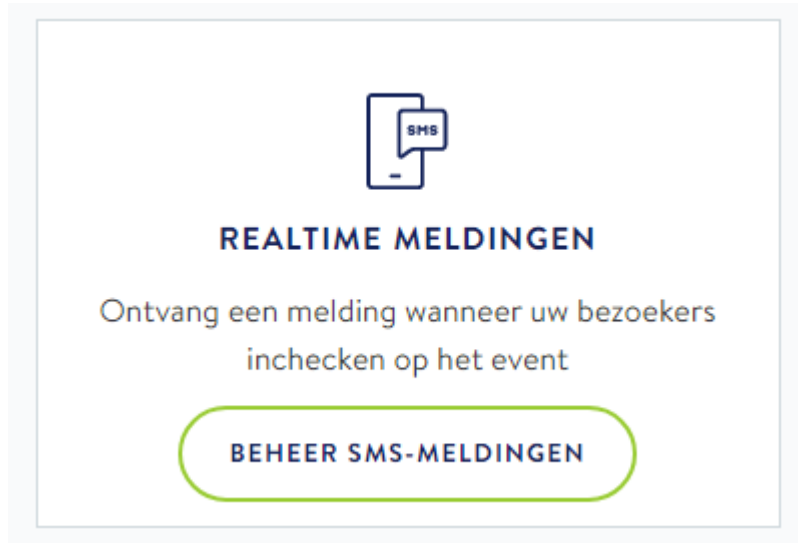 SMS
REALTIME MELDINGEN
Ontvang een melding wanneer uw bezoekers
inchecken op het event
BEHEER SMS-MELDINGEN